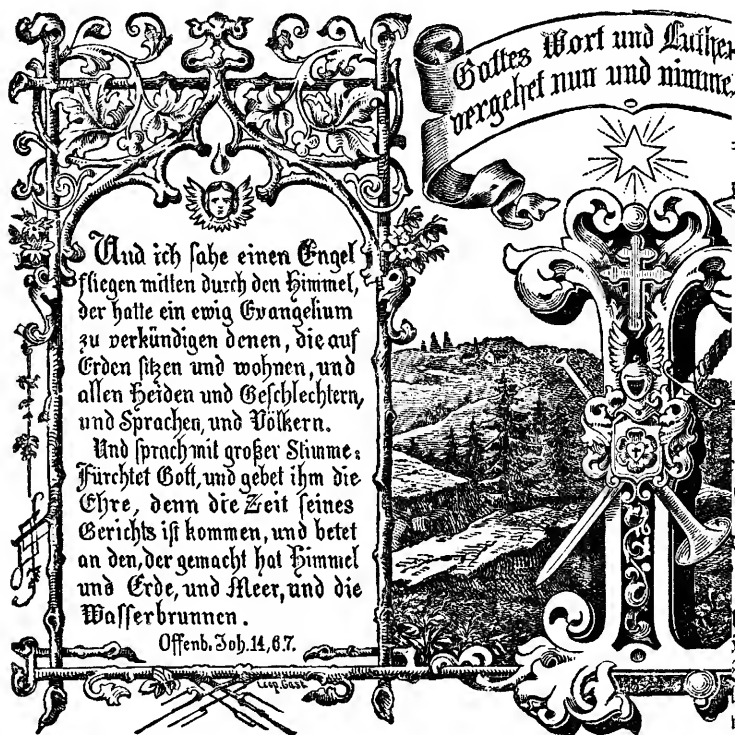 Und ich sahe einen Engel
fliegen mitten durch den Himmel,
der hatte ein ewig Evangelium
zu verkündigen denen, die auf
Erden sitzen und wohnen, und
allen Heiden und Geschlechtern,
und Sprachen, und Völkern.
Und sprach mit großer Stimme:
Fürchtet Gott, und gebet ihm die
Ehre, denn die Zeit seines
Gerichts ist kommen, und betet
an den, der gemacht hat Himmel
und Erde, und Meer, und die
Wasserbrunnen.
Offenb. Joh. 14, 6 7.
Leop. Gast
Gottes Wort und Luther
vergehet nun und nimme